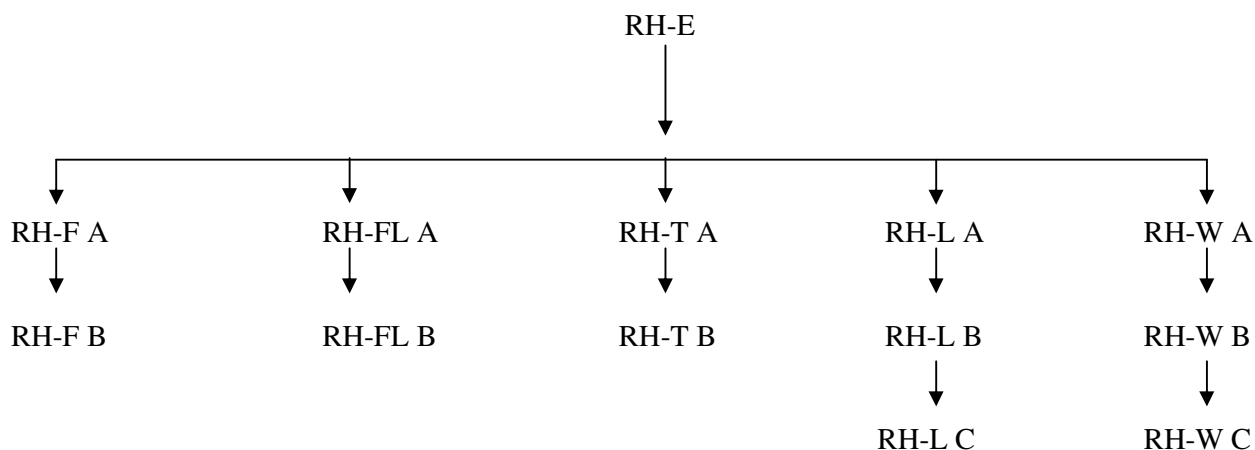 RH-E
RH-F A RH-FL A RH-T A RH-L A RH-W A
RH-F B RH-FL B RH-T B RH-L B RH-W B
RH-L C RH-W C